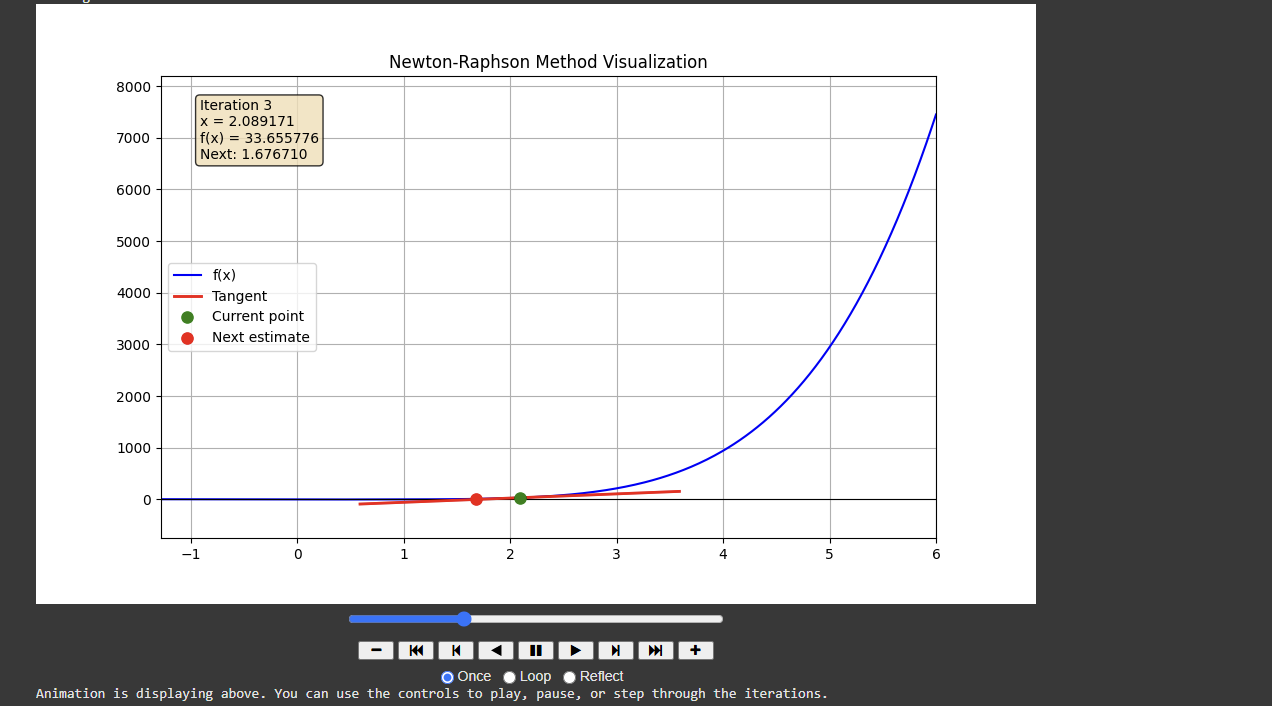 Newton-Raphson Method Visualization
8000
7000
6000
5000
4000
3000
2000
1000
0
Iteration 3
x = 2.089171
f(x) = 33.655776
Next: 1.676710
f(x)
Tangent
Current point
Next estimate
−1 0 1 2 3 4 5 6
Once Loop Reflect
Animation is displaying above. You can use the controls to play, pause, or step through the iterations.